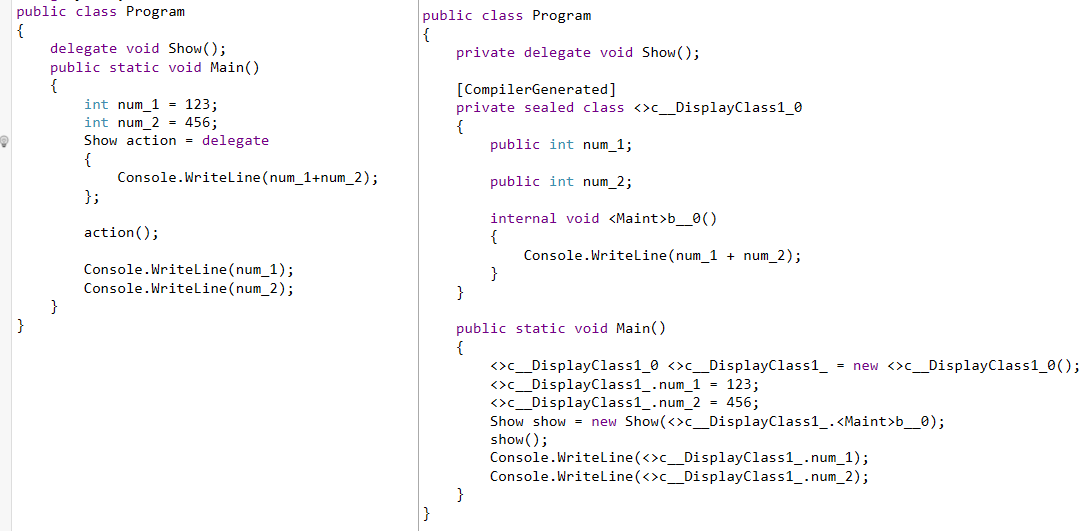 public class Program
{
    delegate void Show();
    public static void Main()
    {
        int num_1 = 123;
        int num_2 = 456;
        Show action = delegate
        {
            Console.WriteLine(num_1+num_2);
        };

        action();

        Console.WriteLine(num_1);
        Console.WriteLine(num_2);
    }
}

public class Program
{
    private delegate void Show();

    [CompilerGenerated]
    private sealed class <>c__DisplayClass1_0
    {
        public int num_1;

        public int num_2;

        internal void <Maint>b__0()
        {
            Console.WriteLine(num_1 + num_2);
        }
    }

    public static void Main()
    {
        <>c__DisplayClass1_0 <>c__DisplayClass1_ = new <>c__DisplayClass1_0();
        <>c__DisplayClass1_.num_1 = 123;
        <>c__DisplayClass1_.num_2 = 456;
        Show show = new Show(<>c__DisplayClass1_.<Maint>b__0);
        show();
        Console.WriteLine(<>c__DisplayClass1_.num_1);
        Console.WriteLine(<>c__DisplayClass1_.num_2);
    }
}